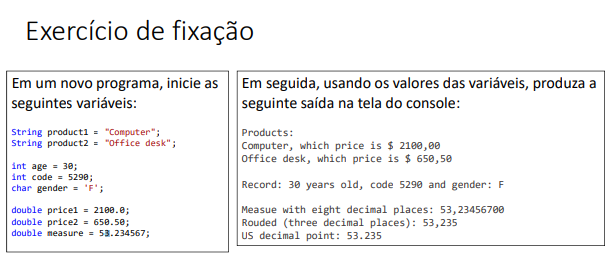 Exercício de fixação
Em um novo programa, inicie as
seguintes variáveis:
String product1 = "Computer";
String product2 = "Office desk";
int age = 30;
int code = 5290;
char gender = 'F';
double price1 = 2100.0;
double price2 = 650.50;
double measure = 53.234567;
Em seguida, usando os valores das variáveis, produza a
seguinte saída na tela do console:
Products:
Computer, which price is $ 2100,00
Office desk, which price is $ 650,50
Record: 30 years old, code 5290 and gender: F
Measue with eight decimal places: 53,23456700
Rouded (three decimal places): 53,235
US decimal point: 53.235